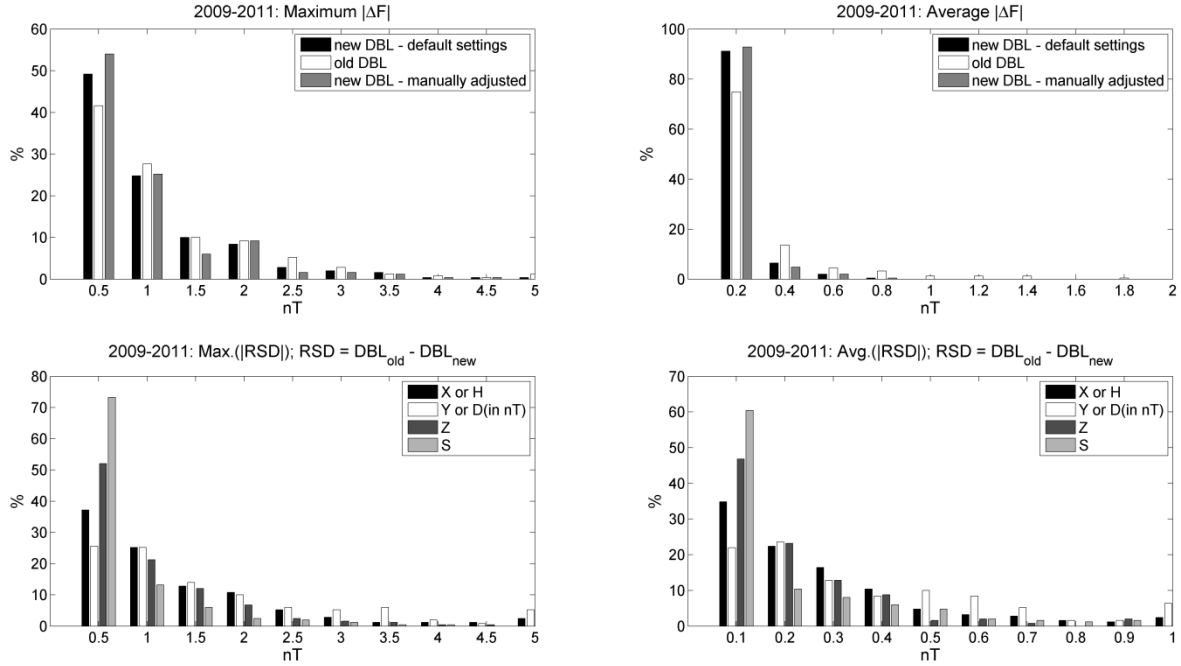 2009-2011: Maximum |ΔF|
60
50
40
30
20
10
0
%
new DBL - default settings
old DBL
new DBL - manually adjusted
0.5 1 1.5 2 2.5 3 3.5 4 4.5 5
nT
2009-2011: Average |ΔF|
100
80
60
40
20
0
%
new DBL - default settings
old DBL
new DBL - manually adjusted
0.2 0.4 0.6 0.8 1 1.2 1.4 1.6 1.8 2
nT
2009-2011: Max.(|RSD|); RSD = DBL_old - DBL_new
80
70
60
50
40
30
20
10
0
%
X or H
Y or D(in nT)
Z
S
0.5 1 1.5 2 2.5 3 3.5 4 4.5 5
nT
2009-2011: Avg.(|RSD|); RSD = DBL_old - DBL_new
70
60
50
40
30
20
10
0
%
X or H
Y or D(in nT)
Z
S
0.1 0.2 0.3 0.4 0.5 0.6 0.7 0.8 0.9 1
nT